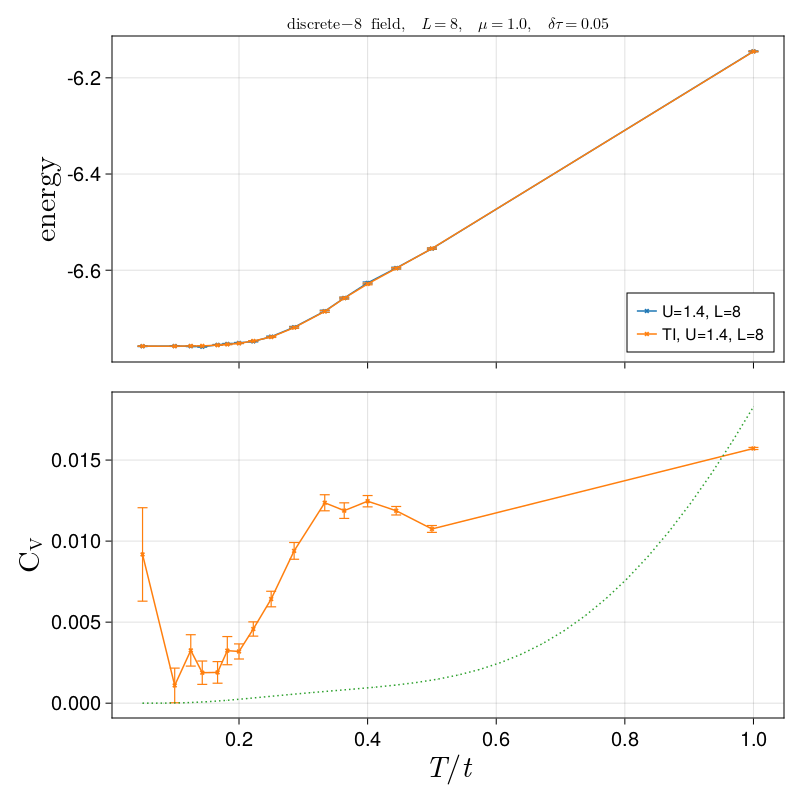 discrete−8 field, L = 8, μ = 1.0, δτ = 0.05
energy
-6.2
-6.4
-6.6
U=1.4, L=8
TI, U=1.4, L=8
C_V
0.015
0.010
0.005
0.000
0.2 0.4 0.6 0.8 1.0
T/t